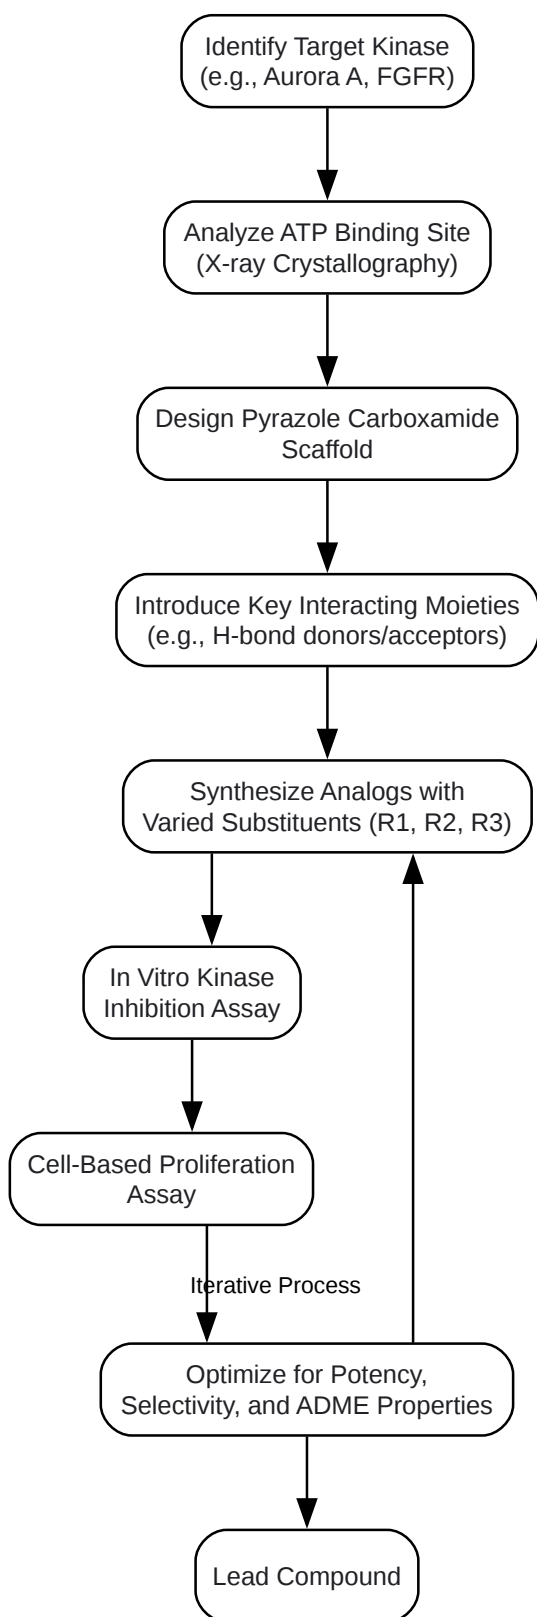 Identify Target Kinase
(e.g., Aurora A, FGFR)
Analyze ATP Binding Site
(X-ray Crystallography)
Design Pyrazole Carboxamide
Scaffold
Introduce Key Interacting Moieties
(e.g., H-bond donors/acceptors)
Synthesize Analogs with
Varied Substituents (R1, R2, R3)
In Vitro Kinase
Inhibition Assay
Cell-Based Proliferation
Assay
Iterative Process
Optimize for Potency,
Selectivity, and ADME Properties
Lead Compound